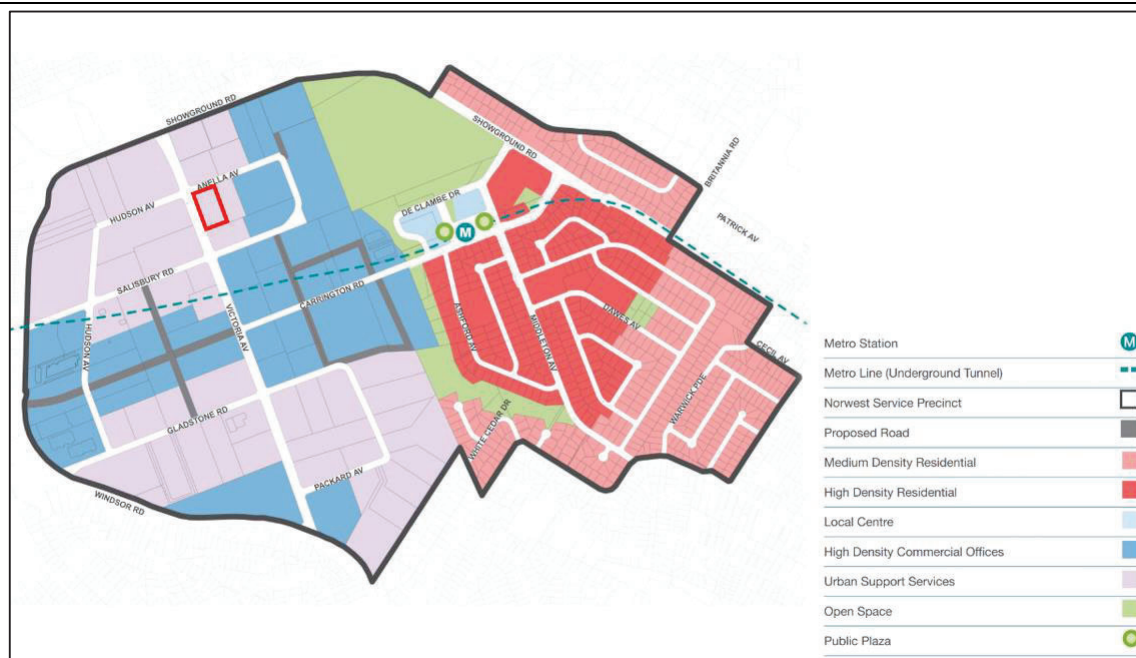 SHOWGROUND RD
SHOWGROUND RD
BRITANNIA RD
ANELLA AV
HUDSON AV
DE CLAMBE DR
M
PATRICK AV
SALISBURY RD
CARRINGTON RD
VICTORIA AV
HUDSON AV
ASHFORD AV
MIDDLETON AV
DAWES AV
CECIL AV
WARWICK PDE
WHITE CEDAR DR
GLADSTONE RD
PACKARD AV
WINDSOR RD
Metro Station M
Metro Line (Underground Tunnel)
Norwest Service Precinct
Proposed Road
Medium Density Residential
High Density Residential
Local Centre
High Density Commercial Offices
Urban Support Services
Open Space
Public Plaza